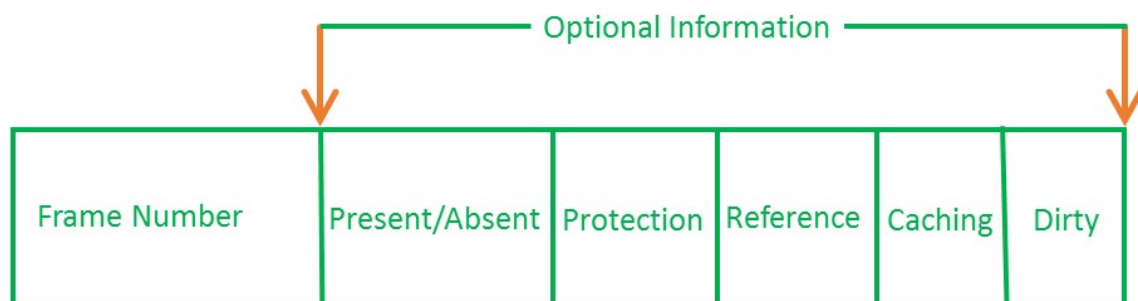 Optional Information
Frame Number Present/Absent Protection Reference Caching Dirty